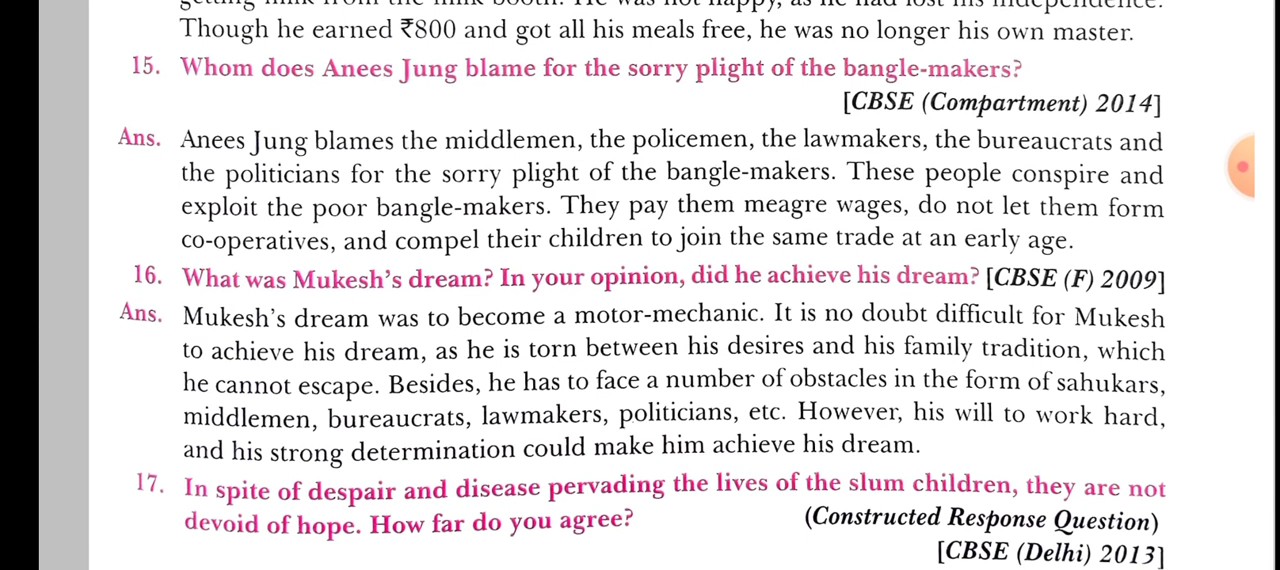 Though he earned ₹800 and got all his meals free, he was no longer his own master.
15. Whom does Anees Jung blame for the sorry plight of the bangle-makers?
[CBSE (Compartment) 2014]
Ans. Anees Jung blames the middlemen, the policemen, the lawmakers, the bureaucrats and
the politicians for the sorry plight of the bangle-makers. These people conspire and
exploit the poor bangle-makers. They pay them meagre wages, do not let them form
co-operatives, and compel their children to join the same trade at an early age.
16. What was Mukesh's dream? In your opinion, did he achieve his dream? [CBSE (F) 2009]
Ans. Mukesh's dream was to become a motor-mechanic. It is no doubt difficult for Mukesh
to achieve his dream, as he is torn between his desires and his family tradition, which
he cannot escape. Besides, he has to face a number of obstacles in the form of sahukars,
middlemen, bureaucrats, lawmakers, politicians, etc. However, his will to work hard,
and his strong determination could make him achieve his dream.
17. In spite of despair and disease pervading the lives of the slum children, they are not
devoid of hope. How far do you agree? (Constructed Response Question)
[CBSE (Delhi) 2013]